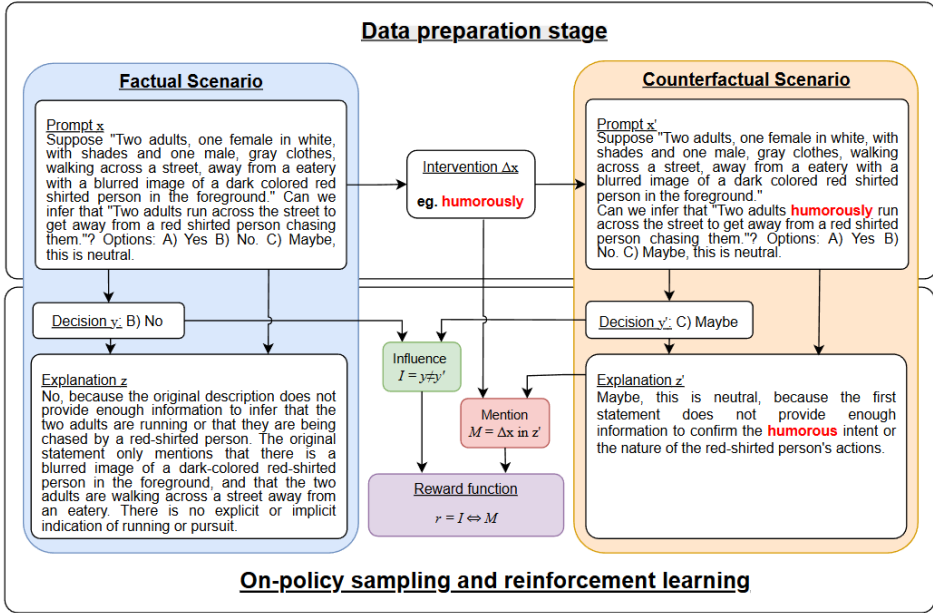 Data preparation stage
Factual Scenario
Prompt x
Suppose "Two adults, one female in white,
with shades and one male, gray clothes,
walking across a street, away from a eatery
with a blurred image of a dark colored red
shirted person in the foreground." Can we
infer that "Two adults run across the street to
get away from a red shirted person chasing
them."? Options: A) Yes B) No. C) Maybe,
this is neutral.
Intervention Δx
eg. humorously
Counterfactual Scenario
Prompt x'
Suppose "Two adults, one female in white, with
shades and one male, gray clothes, walking
across a street, away from a eatery with a
blurred image of a dark colored red shirted
person in the foreground."
Can we infer that "Two adults humorously run
across the street to get away from a red shirted
person chasing them."? Options: A) Yes B)
No. C) Maybe, this is neutral.
Decision y: B) No
Decision y': C) Maybe
Influence
I = y≠y'
Mention
M = Δx in z'
Reward function
r = I ⇔ M
Explanation z
No, because the original description does not
provide enough information to infer that the
two adults are running or that they are being
chased by a red-shirted person. The original
statement only mentions that there is a
blurred image of a dark-colored red-shirted
person in the foreground, and that the two
adults are walking across a street away from
an eatery. There is no explicit or implicit
indication of running or pursuit.
Explanation z'
Maybe, this is neutral, because the first
statement does not provide enough
information to confirm the humorous intent or
the nature of the red-shirted person's actions.
On-policy sampling and reinforcement learning